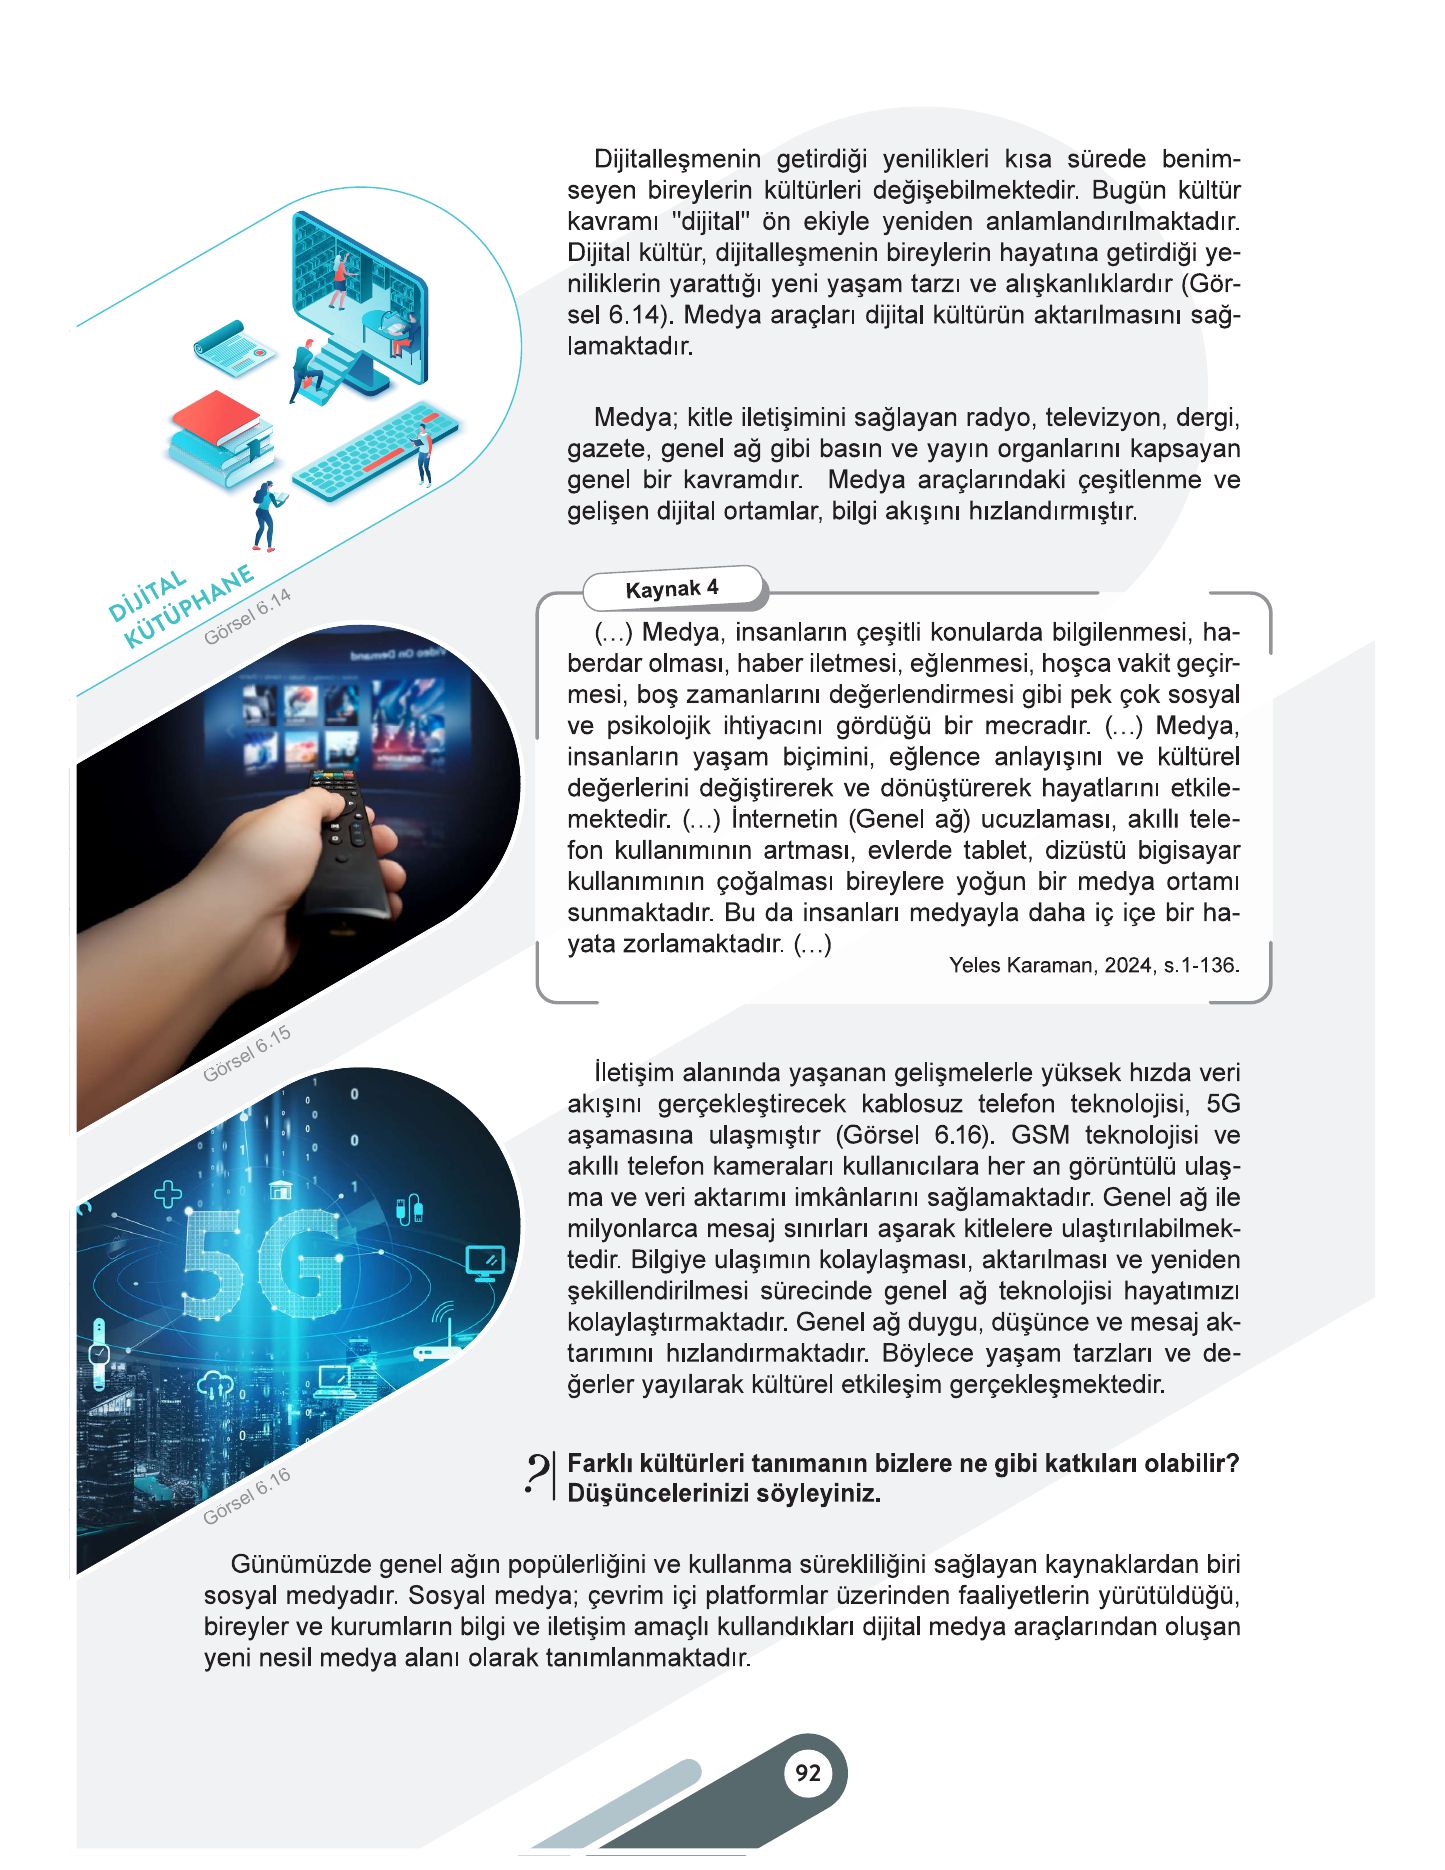 Dijitalleşmenin getirdiği yenilikleri kısa sürede benim-
seyen bireylerin kültürleri değişebilmektedir. Bugün kültür
kavramı "dijital" ön ekiyle yeniden anlamlandırılmaktadır.
Dijital kültür, dijitalleşmenin bireylerin hayatına getirdiği ye-
niliklerin yarattığı yeni yaşam tarzı ve alışkanlıklardır (Gör-
sel 6.14). Medya araçları dijital kültürün aktarılmasını sağ-
lamaktadır.
Medya; kitle iletişimini sağlayan radyo, televizyon, dergi,
gazete, genel ağ gibi basın ve yayın organlarını kapsayan
genel bir kavramdır. Medya araçlarındaki çeşitlenme ve
gelişen dijital ortamlar, bilgi akışını hızlandırmıştır.
DİJİTAL
KÜTÜPHANE
Görsel 6.14
Kaynak 4
(...) Medya, insanların çeşitli konularda bilgilenmesi, ha-
berdar olması, haber iletmesi, eğlenmesi, hoşca vakit geçir-
mesi, boş zamanlarını değerlendirmesi gibi pek çok sosyal
ve psikolojik ihtiyacını gördüğü bir mecradır. (...) Medya,
insanların yaşam biçimini, eğlence anlayışını ve kültürel
değerlerini değiştirerek ve dönüştürerek hayatlarını etkile-
mektedir. (...) İnternetin (Genel ağ) ucuzlaması, akıllı tele-
fon kullanımının artması, evlerde tablet, dizüstü bigisayar
kullanımının çoğalması bireylere yoğun bir medya ortamı
sunmaktadır. Bu da insanları medyayla daha iç içe bir ha-
yata zorlamaktadır. (...)
Yeles Karaman, 2024, s.1-136.
Video On Demand
Görsel 6.15
İletişim alanında yaşanan gelişmelerle yüksek hızda veri
akışını gerçekleştirecek kablosuz telefon teknolojisi, 5G
aşamasına ulaşmıştır (Görsel 6.16). GSM teknolojisi ve
akıllı telefon kameraları kullanıcılara her an görüntülü ulaş-
ma ve veri aktarımı imkânlarını sağlamaktadır. Genel ağ ile
milyonlarca mesaj sınırları aşarak kitlelere ulaştırılabilmek-
tedir. Bilgiye ulaşımın kolaylaşması, aktarılması ve yeniden
şekillendirilmesi sürecinde genel ağ teknolojisi hayatımızı
kolaylaştırmaktadır. Genel ağ duygu, düşünce ve mesaj ak-
tarımını hızlandırmaktadır. Böylece yaşam tarzları ve de-
ğerler yayılarak kültürel etkileşim gerçekleşmektedir.
5G
Görsel 6.16
? Farklı kültürleri tanımanın bizlere ne gibi katkıları olabilir?
Düşüncelerinizi söyleyiniz.
Günümüzde genel ağın popülerliğini ve kullanma sürekliliğini sağlayan kaynaklardan biri
sosyal medyadır. Sosyal medya; çevrim içi platformlar üzerinden faaliyetlerin yürütüldüğü,
bireyler ve kurumların bilgi ve iletişim amaçlı kullandıkları dijital medya araçlarından oluşan
yeni nesil medya alanı olarak tanımlanmaktadır.
92